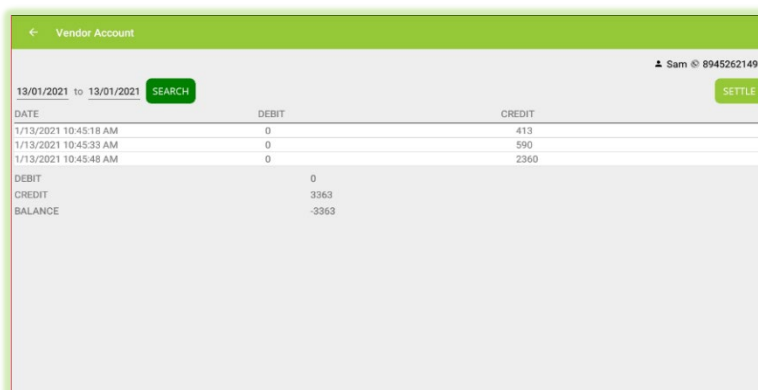 Vendor Account
Sam 8945262149
13/01/2021 to 13/01/2021 SEARCH SETTLE
DATE DEBIT CREDIT
1/13/2021 10:45:18 AM 0 413
1/13/2021 10:45:33 AM 0 590
1/13/2021 10:45:48 AM 0 2360
DEBIT 0
CREDIT 3363
BALANCE -3363